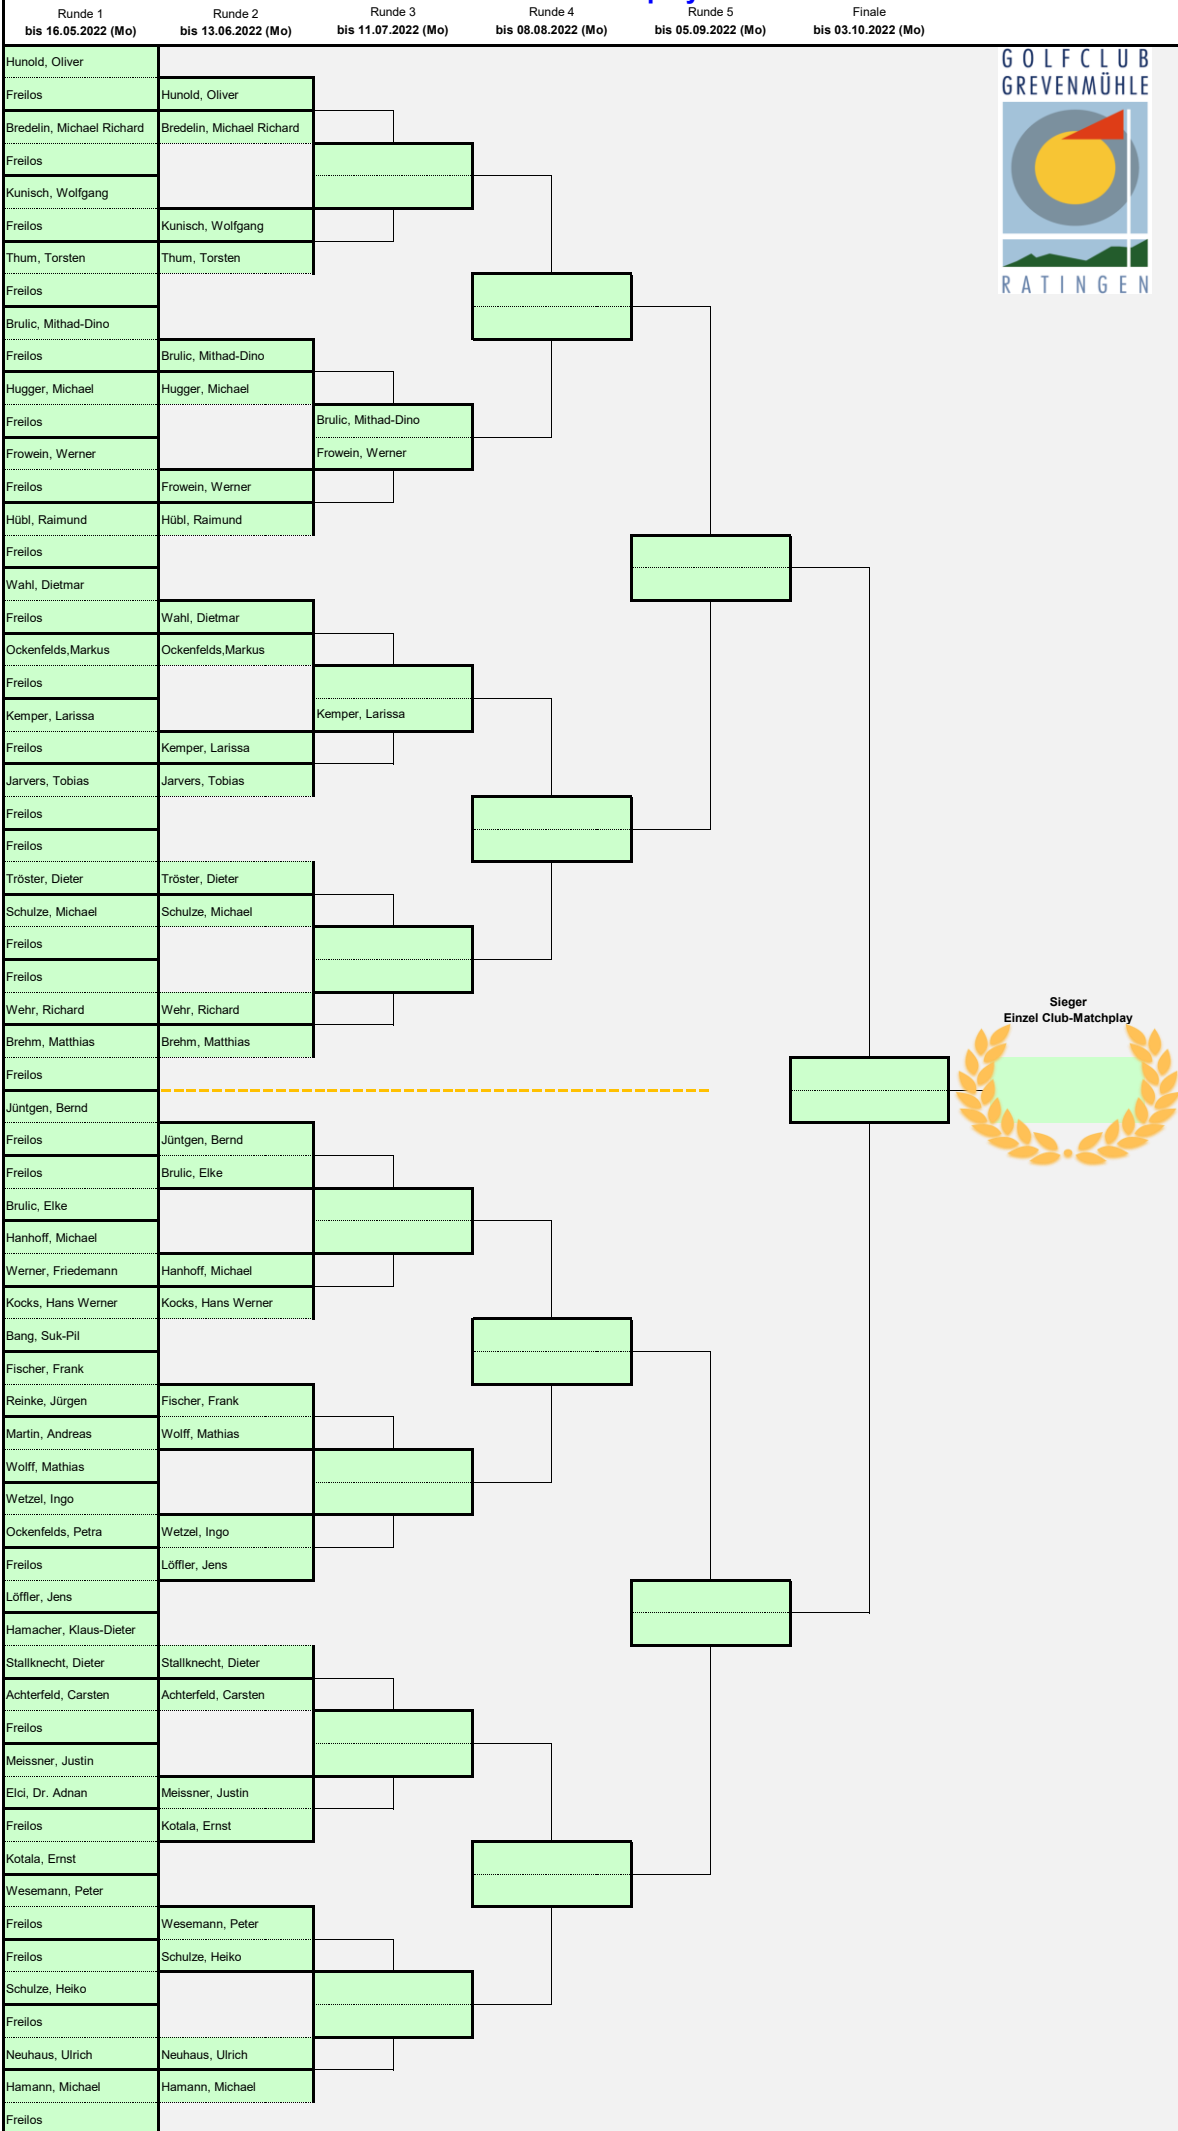 Runde 1
Runde 2
Runde 3
Runde 4
Runde 5
Finale
bis 16.05.2022 (Mo)
bis 13.06.2022 (Mo)
bis 11.07.2022 (Mo)
bis 08.08.2022 (Mo)
bis 05.09.2022 (Mo)
bis 03.10.2022 (Mo)
GOLFCLUB
GREVENMÜHLE
RATINGEN
Hunold, Oliver
Freilos
Hunold, Oliver
Bredelin, Michael Richard
Bredelin, Michael Richard
Freilos
Kunisch, Wolfgang
Freilos
Kunisch, Wolfgang
Thum, Torsten
Thum, Torsten
Freilos
Brulic, Mithad-Dino
Freilos
Brulic, Mithad-Dino
Hugger, Michael
Hugger, Michael
Freilos
Brulic, Mithad-Dino
Frowein, Werner
Frowein, Werner
Freilos
Frowein, Werner
Hübl, Raimund
Hübl, Raimund
Freilos
Wahl, Dietmar
Freilos
Wahl, Dietmar
Ockenfelds,Markus
Ockenfelds,Markus
Freilos
Kemper, Larissa
Kemper, Larissa
Freilos
Kemper, Larissa
Jarvers, Tobias
Jarvers, Tobias
Freilos
Freilos
Tröster, Dieter
Tröster, Dieter
Schulze, Michael
Schulze, Michael
Freilos
Freilos
Wehr, Richard
Wehr, Richard
Brehm, Matthias
Brehm, Matthias
Freilos
Sieger
Einzel Club-Matchplay
Jüntgen, Bernd
Freilos
Jüntgen, Bernd
Freilos
Brulic, Elke
Brulic, Elke
Hanhoff, Michael
Werner, Friedemann
Hanhoff, Michael
Kocks, Hans Werner
Kocks, Hans Werner
Bang, Suk-Pil
Fischer, Frank
Reinke, Jürgen
Fischer, Frank
Martin, Andreas
Wolff, Mathias
Wolff, Mathias
Wetzel, Ingo
Ockenfelds, Petra
Wetzel, Ingo
Freilos
Löffler, Jens
Löffler, Jens
Hamacher, Klaus-Dieter
Stallknecht, Dieter
Stallknecht, Dieter
Achterfeld, Carsten
Achterfeld, Carsten
Freilos
Meissner, Justin
Elci, Dr. Adnan
Meissner, Justin
Freilos
Kotala, Ernst
Kotala, Ernst
Wesemann, Peter
Freilos
Wesemann, Peter
Freilos
Schulze, Heiko
Schulze, Heiko
Freilos
Neuhaus, Ulrich
Neuhaus, Ulrich
Hamann, Michael
Hamann, Michael
Freilos